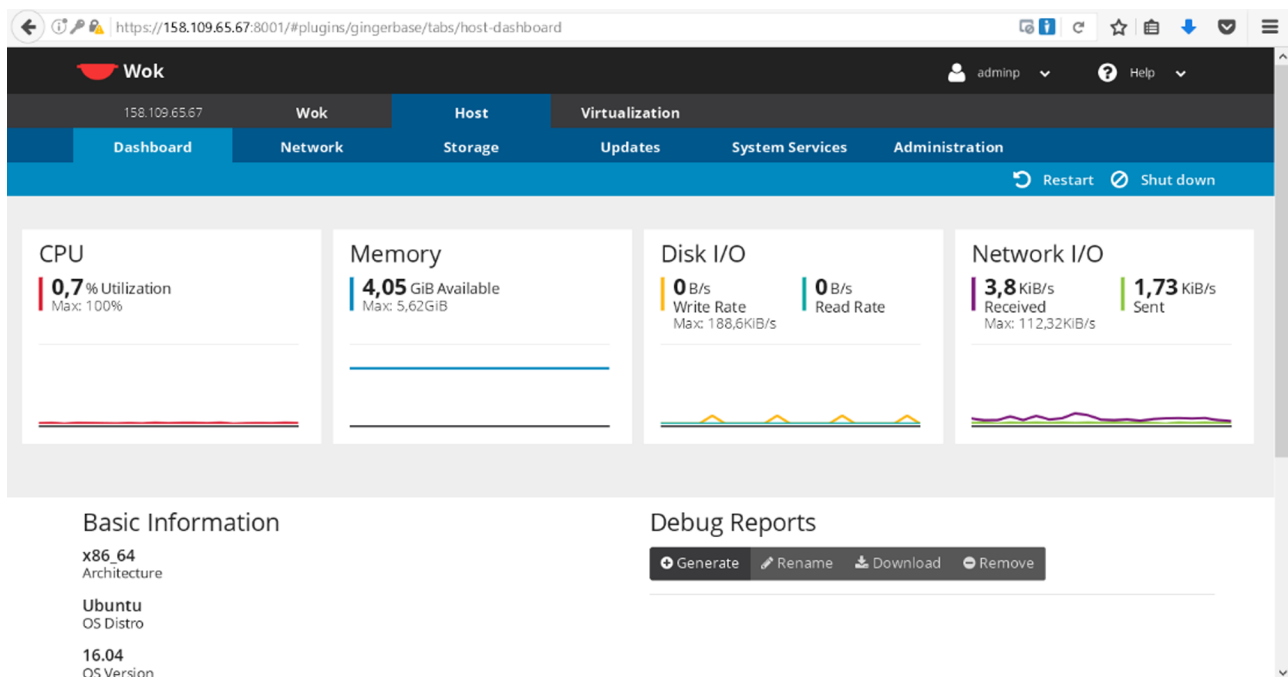 https://158.109.65.67:8001/#plugins/gingerbase/tabs/host-dashboard
Wok
adminp
Help
158.109.65.67
Wok
Host
Virtualization
Dashboard
Network
Storage
Updates
System Services
Administration
Restart
Shut down
CPU
0,7 % Utilization
Max: 100%
Memory
4,05 GiB Available
Max: 5,62GiB
Disk I/O
0 B/s
Write Rate
Max: 188,6KiB/s
0 B/s
Read Rate
Network I/O
3,8 KiB/s
Received
Max: 112,32KiB/s
1,73 KiB/s
Sent
Basic Information
x86_64
Architecture
Ubuntu
OS Distro
16.04
OS Version
Debug Reports
Generate
Rename
Download
Remove